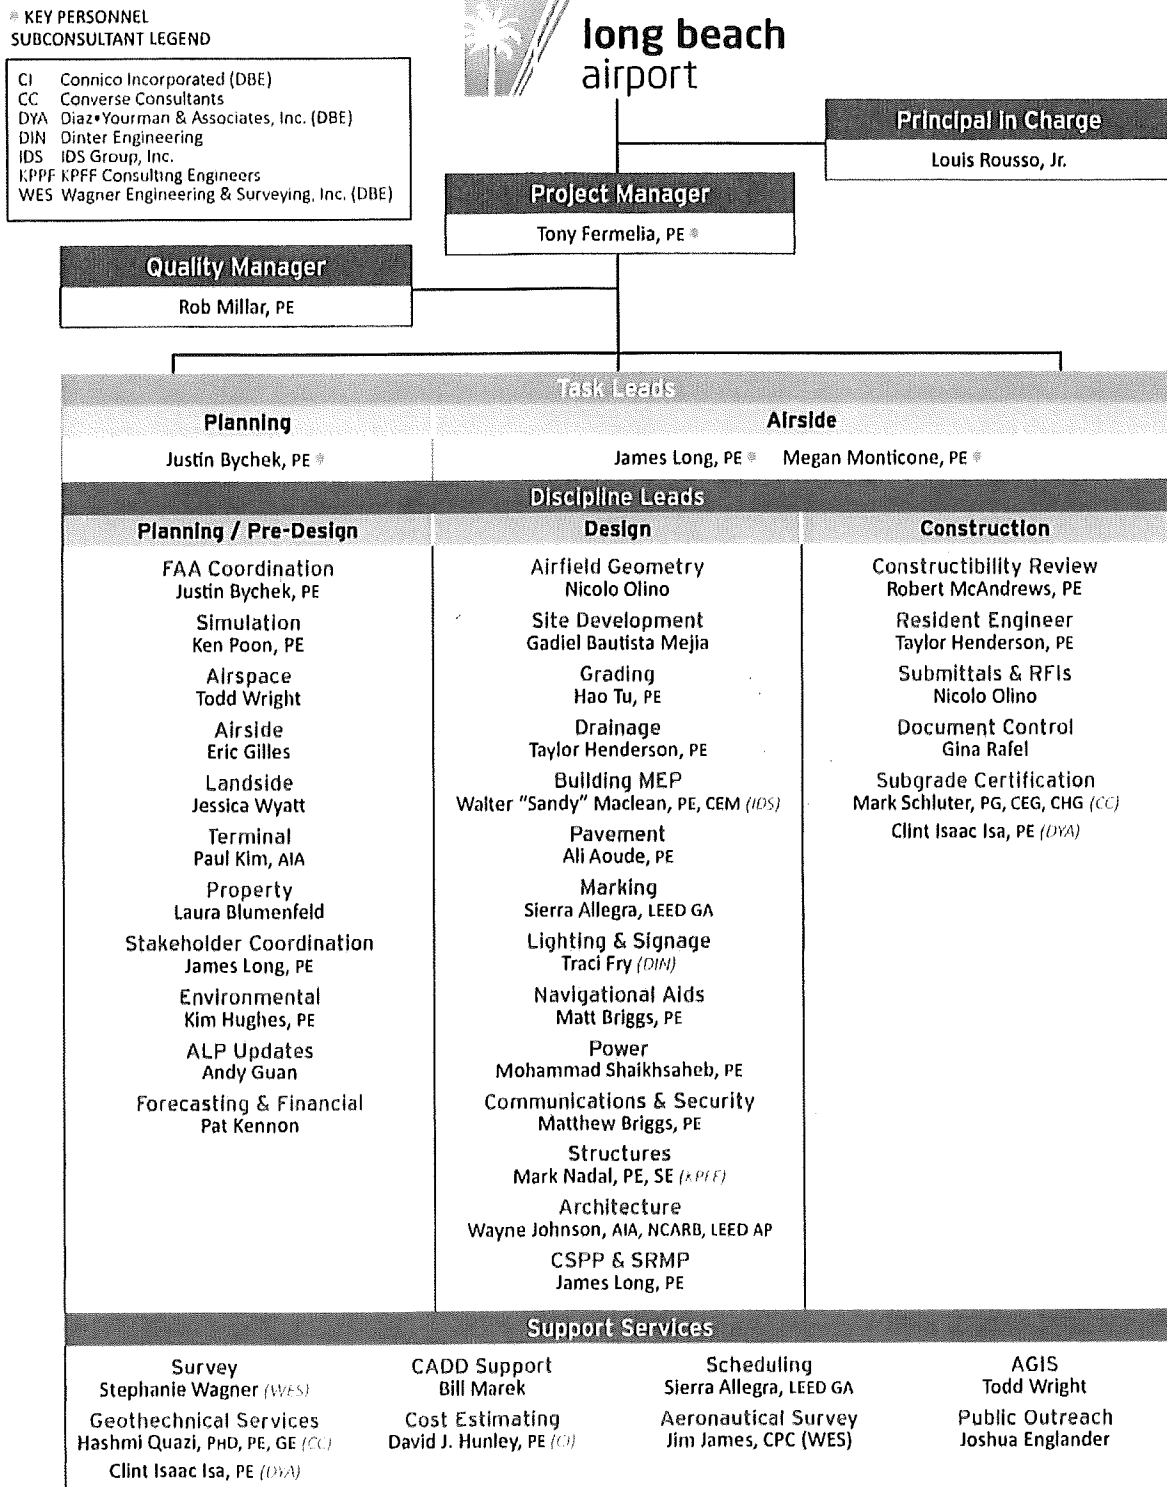 * KEY PERSONNEL
SUBCONSULTANT LEGEND
CI Connico Incorporated (DBE)
CC Converse Consultants
DYA Diaz•Yourman & Associates, Inc. (DBE)
DIN Dinter Engineering
IDS IDS Group, Inc.
KPPF KPFF Consulting Engineers
WES Wagner Engineering & Surveying, Inc. (DBE)
long beach
airport
Principal in Charge
Louis Rousso, Jr.
Project Manager
Tony Fermelia, PE *
Quality Manager
Rob Millar, PE
Task Leads
Planning
Justin Bychek, PE *
Airside
James Long, PE * Megan Monticone, PE *
Discipline Leads
Planning / Pre-Design
FAA Coordination
Justin Bychek, PE
Simulation
Ken Poon, PE
Airspace
Todd Wright
Airside
Eric Gilles
Landside
Jessica Wyatt
Terminal
Paul Kim, AIA
Property
Laura Blumenfeld
Stakeholder Coordination
James Long, PE
Environmental
Kim Hughes, PE
ALP Updates
Andy Guan
Forecasting & Financial
Pat Kennon
Design
Airfield Geometry
Nicolo Olino
Site Development
Gadiel Bautista Mejia
Grading
Hao Tu, PE
Drainage
Taylor Henderson, PE
Building MEP
Walter "Sandy" Maclean, PE, CEM (IDS)
Pavement
Ali Aoude, PE
Marking
Sierra Allegra, LEED GA
Lighting & Signage
Traci Fry (DIN)
Navigational Aids
Matt Briggs, PE
Power
Mohammad Shaikhsaheb, PE
Communications & Security
Matthew Briggs, PE
Structures
Mark Nadal, PE, SE (KPFF)
Architecture
Wayne Johnson, AIA, NCARB, LEED AP
CSPP & SRMP
James Long, PE
Construction
Constructibility Review
Robert McAndrews, PE
Resident Engineer
Taylor Henderson, PE
Submittals & RFIs
Nicolo Olino
Document Control
Gina Rafel
Subgrade Certification
Mark Schluter, PG, CEG, CHG (CC)
Clint Isaac Isa, PE (DYA)
Support Services
Survey
Stephanie Wagner (WES)
Geothechnical Services
Hashmi Quazi, PHD, PE, GE (CC)
Clint Isaac Isa, PE (DYA)
CADD Support
Bill Marek
Cost Estimating
David J. Hunley, PE (CI)
Scheduling
Sierra Allegra, LEED GA
Aeronautical Survey
Jim James, CPC (WES)
AGIS
Todd Wright
Public Outreach
Joshua Englander